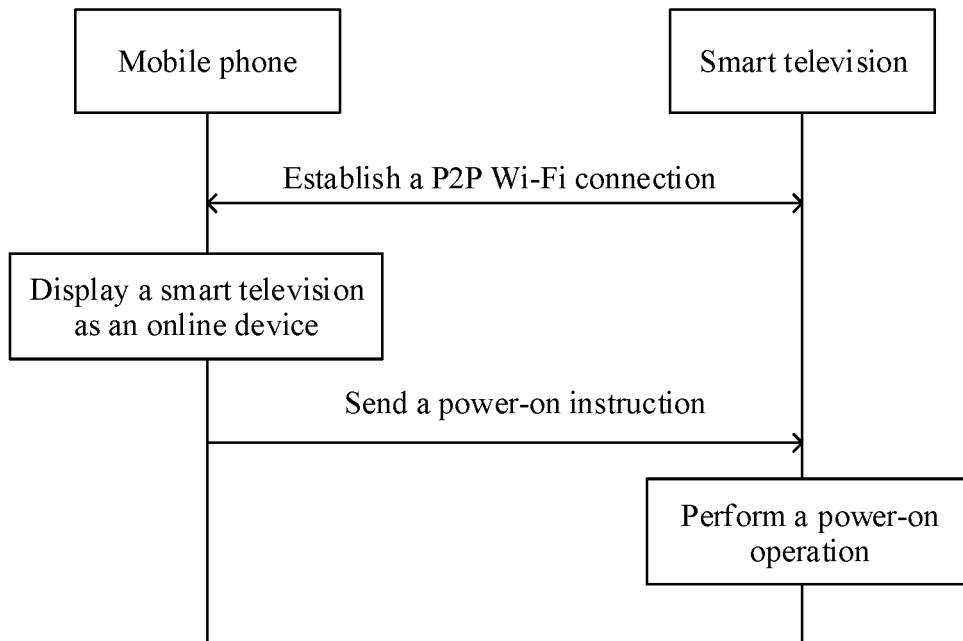 Mobile phone
Smart television
Establish a P2P Wi-Fi connection
Display a smart television
as an online device
Send a power-on instruction
Perform a power-on
operation